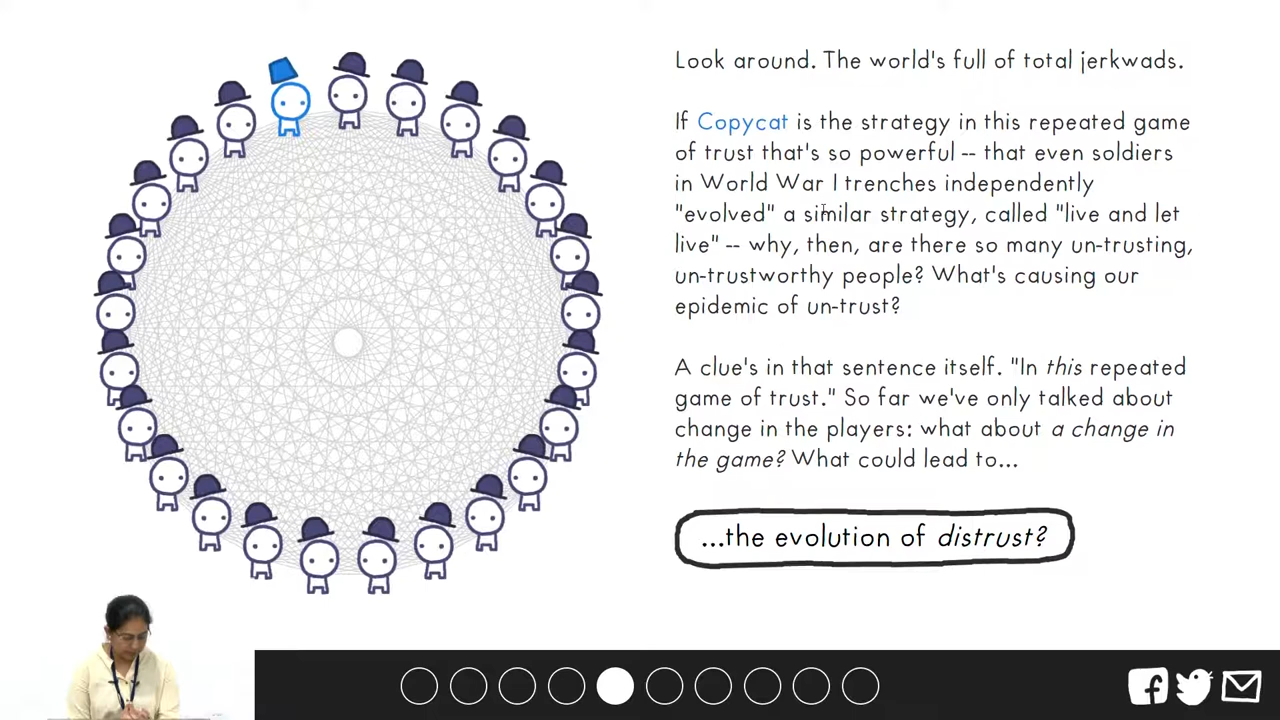 Look around. The world's full of total jerkwads.
If Copycat is the strategy in this repeated game
of trust that's so powerful -- that even soldiers
in World War I trenches independently
"evolved" a similar strategy, called "live and let
live" -- why, then, are there so many un-trusting,
un-trustworthy people? What's causing our
epidemic of un-trust?
A clue's in that sentence itself. "In this repeated
game of trust." So far we've only talked about
change in the players: what about a change in
the game? What could lead to...
...the evolution of distrust?